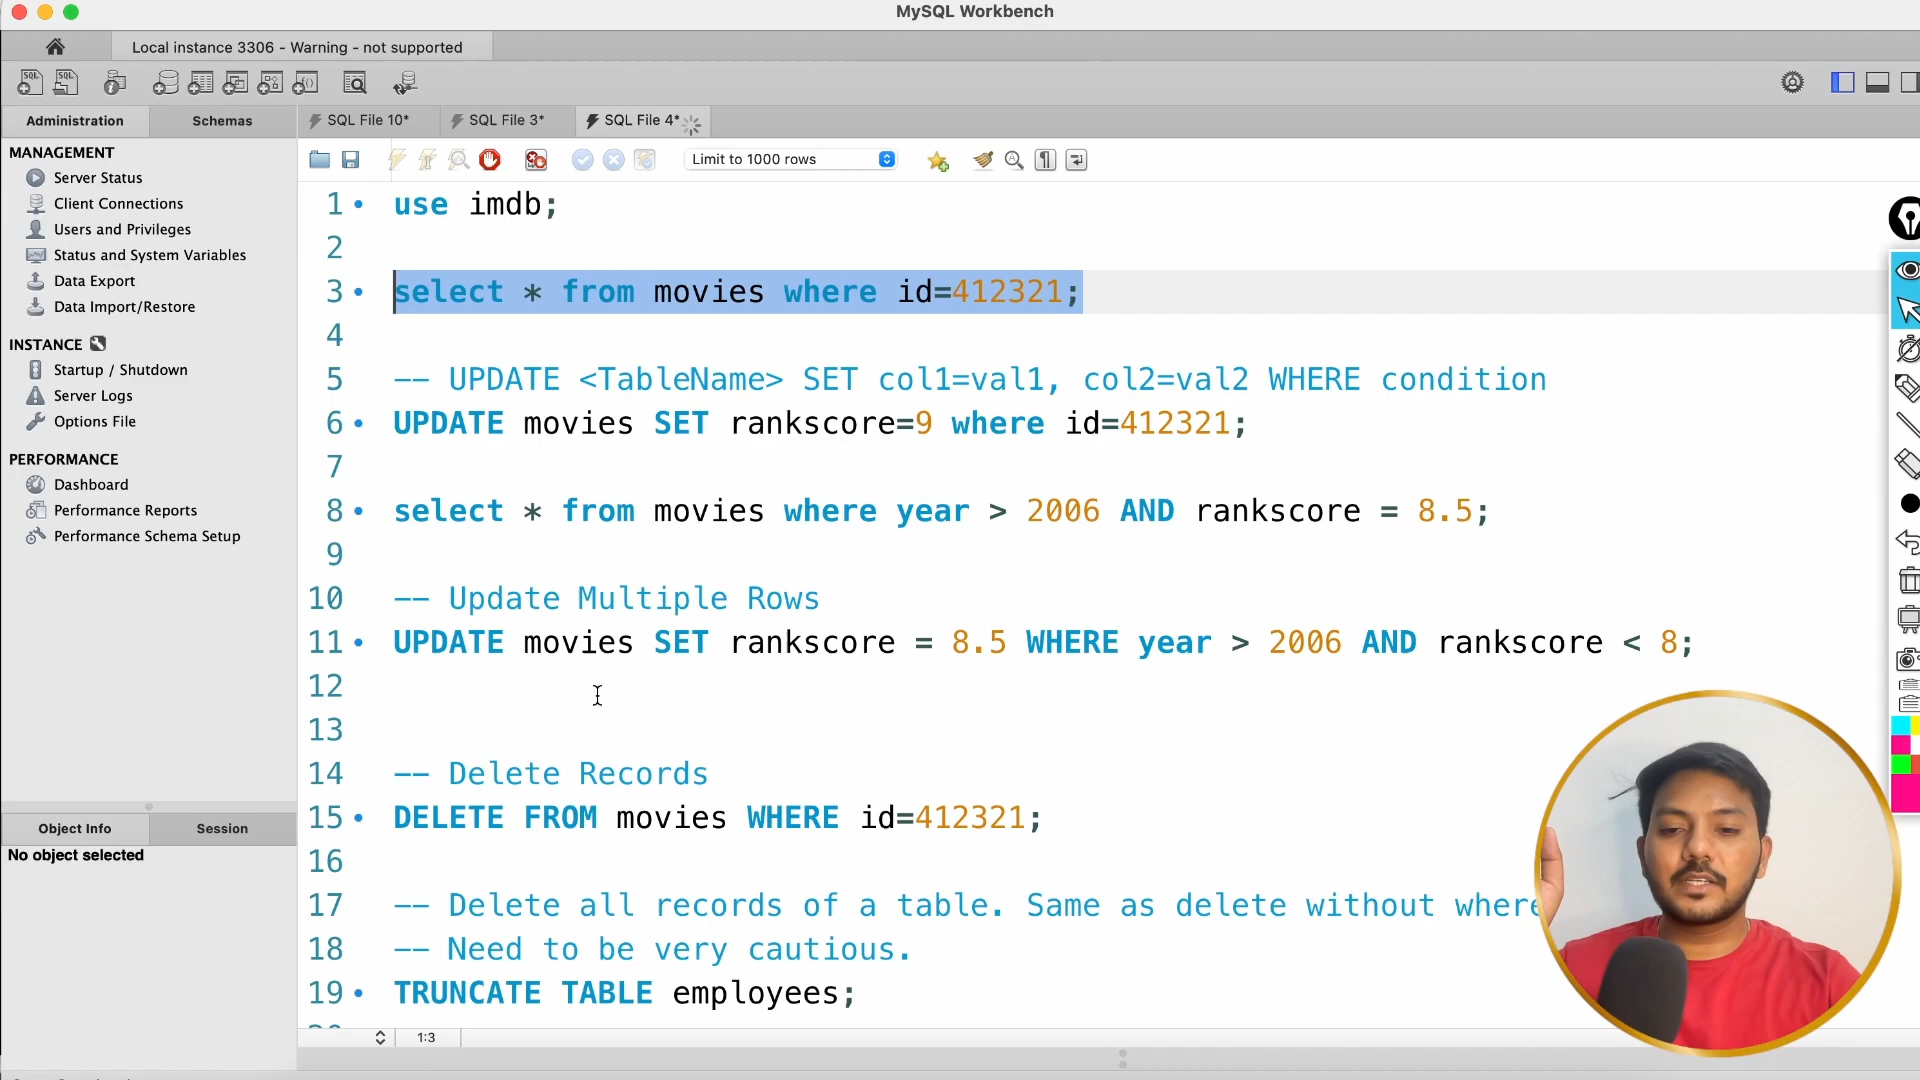 MySQL Workbench
Local instance 3306 - Warning - not supported
SQL
SQL
Administration
Schemas
SQL File 10*
SQL File 3*
SQL File 4*
MANAGEMENT
Server Status
Client Connections
Users and Privileges
Status and System Variables
Data Export
Data Import/Restore
INSTANCE
Startup / Shutdown
Server Logs
Options File
PERFORMANCE
Dashboard
Performance Reports
Performance Schema Setup
Object Info
Session
No object selected
Limit to 1000 rows
1 use imdb;
2
3 select * from movies where id=412321;
4
5 -- UPDATE <TableName> SET col1=val1, col2=val2 WHERE condition
6 UPDATE movies SET rankscore=9 where id=412321;
7
8 select * from movies where year > 2006 AND rankscore = 8.5;
9
10 -- Update Multiple Rows
11 UPDATE movies SET rankscore = 8.5 WHERE year > 2006 AND rankscore < 8;
12
13
14 -- Delete Records
15 DELETE FROM movies WHERE id=412321;
16
17 -- Delete all records of a table. Same as delete without where
18 -- Need to be very cautious.
19 TRUNCATE TABLE employees;
1:3